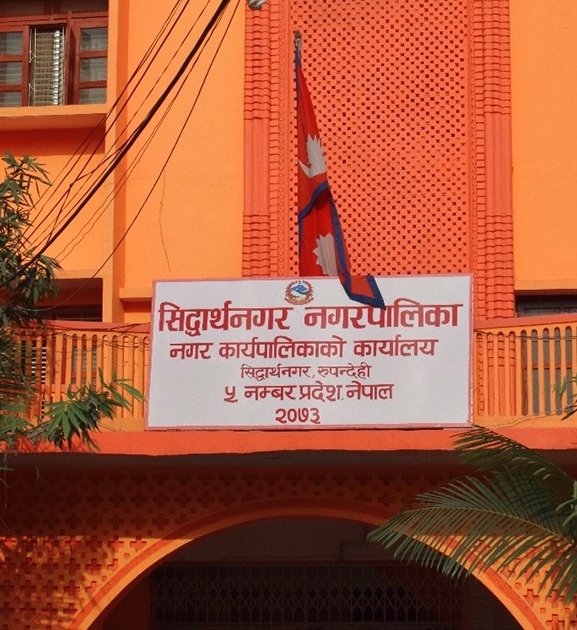 सिद्धार्थनगर नगरपालिका
नगर कार्यपालिकाको कार्यालय
सिद्धार्थनगर, रुपन्देही
५ नम्बर प्रदेश, नेपाल
२०७३